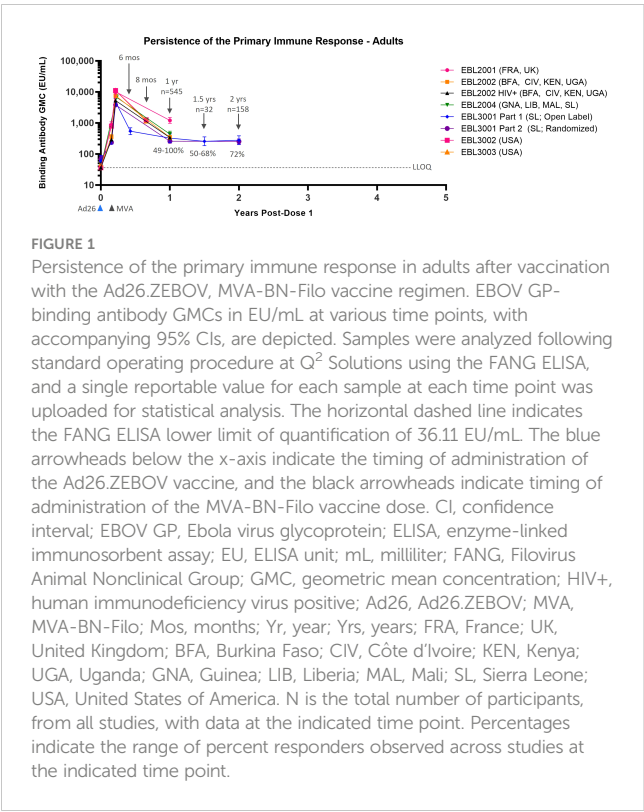 Persistence of the Primary Immune Response - Adults
Binding Antibody GMC (EU/mL)
100,000
10,000
1,000
100
10
6 mos
8 mos
1 yr
n=545
1.5 yrs
n=32
2 yrs
n=158
49-100%
50-68%
72%
LLOQ
0
1
2
3
4
5
Ad26
MVA
Years Post-Dose 1
EBL2001 (FRA, UK)
EBL2002 (BFA, CIV, KEN, UGA)
EBL2002 HIV+ (BFA, CIV, KEN, UGA)
EBL2004 (GNA, LIB, MAL, SL)
EBL3001 Part 1 (SL; Open Label)
EBL3001 Part 2 (SL; Randomized)
EBL3002 (USA)
EBL3003 (USA)
FIGURE 1
Persistence of the primary immune response in adults after vaccination
with the Ad26.ZEBOV, MVA-BN-Filo vaccine regimen. EBOV GP-
binding antibody GMCs in EU/mL at various time points, with
accompanying 95% CIs, are depicted. Samples were analyzed following
standard operating procedure at Q² Solutions using the FANG ELISA,
and a single reportable value for each sample at each time point was
uploaded for statistical analysis. The horizontal dashed line indicates
the FANG ELISA lower limit of quantification of 36.11 EU/mL. The blue
arrowheads below the x-axis indicate the timing of administration of
the Ad26.ZEBOV vaccine, and the black arrowheads indicate timing of
administration of the MVA-BN-Filo vaccine dose. CI, confidence
interval; EBOV GP, Ebola virus glycoprotein; ELISA, enzyme-linked
immunosorbent assay; EU, ELISA unit; mL, milliliter; FANG, Filovirus
Animal Nonclinical Group; GMC, geometric mean concentration; HIV+,
human immunodeficiency virus positive; Ad26, Ad26.ZEBOV; MVA,
MVA-BN-Filo; Mos, months; Yr, year; Yrs, years; FRA, France; UK,
United Kingdom; BFA, Burkina Faso; CIV, Côte d'Ivoire; KEN, Kenya;
UGA, Uganda; GNA, Guinea; LIB, Liberia; MAL, Mali; SL, Sierra Leone;
USA, United States of America. N is the total number of participants,
from all studies, with data at the indicated time point. Percentages
indicate the range of percent responders observed across studies at
the indicated time point.